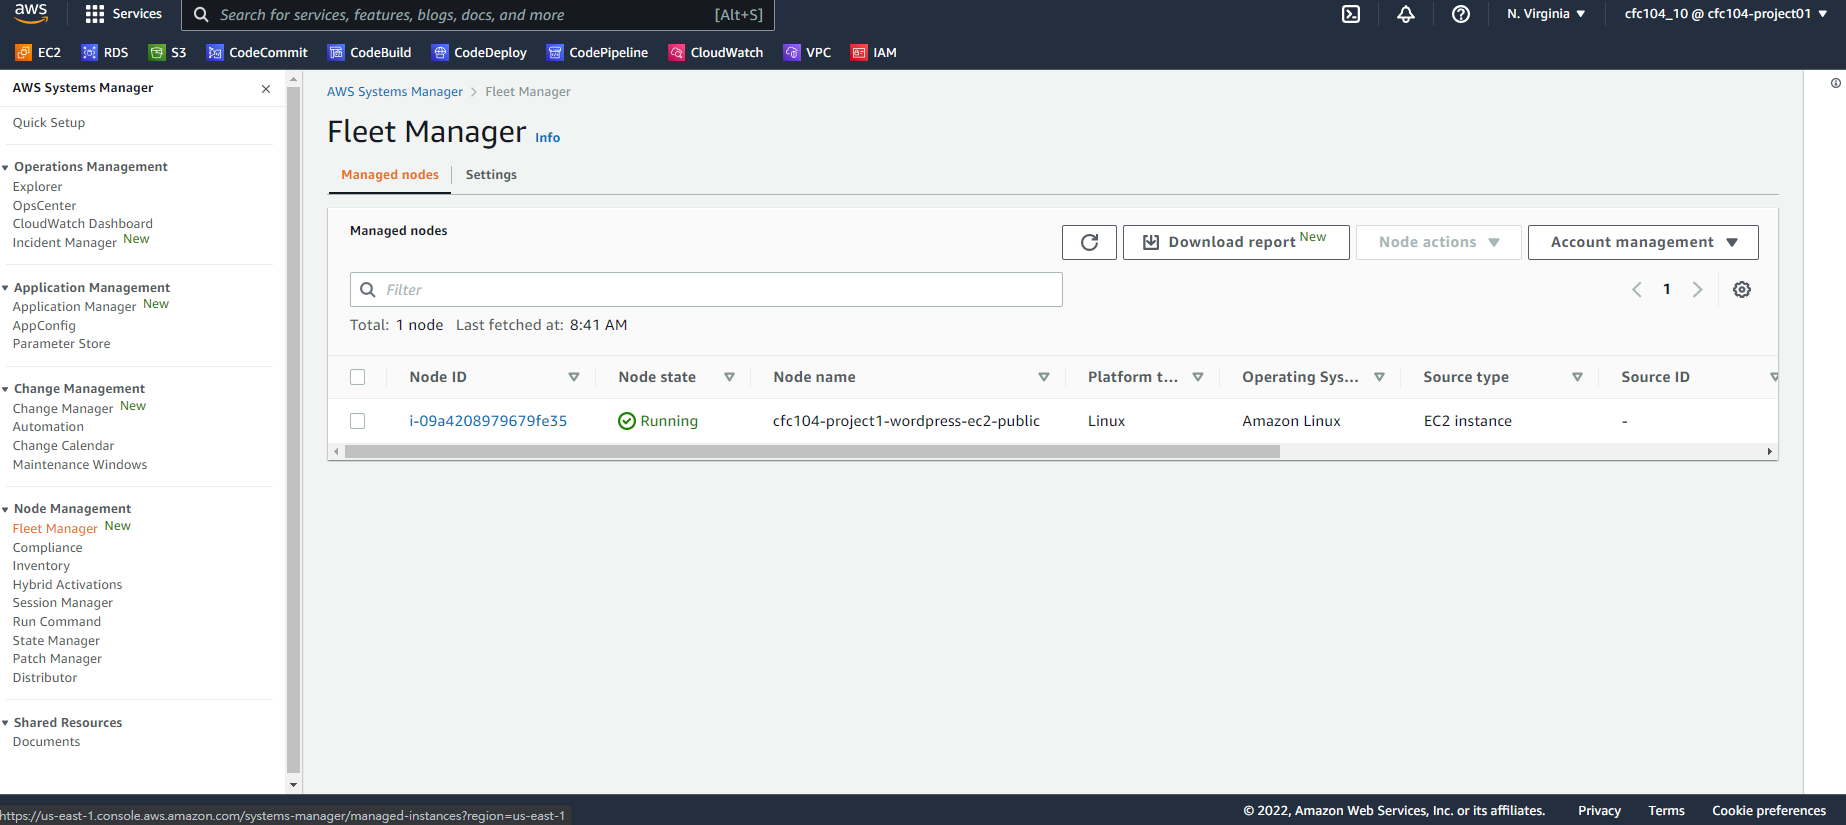 aws Services Search for services, features, blogs, docs, and more [Alt+S] N. Virginia cfc104_10 @ cfc104-project01
EC2 RDS S3 CodeCommit CodeBuild CodeDeploy CodePipeline CloudWatch VPC IAM
AWS Systems Manager
Quick Setup
Operations Management
Explorer
OpsCenter
CloudWatch Dashboard
Incident Manager New
Application Management
Application Manager New
AppConfig
Parameter Store
Change Management
Change Manager New
Automation
Change Calendar
Maintenance Windows
Node Management
Fleet Manager New
Compliance
Inventory
Hybrid Activations
Session Manager
Run Command
State Manager
Patch Manager
Distributor
Shared Resources
Documents
AWS Systems Manager > Fleet Manager
Fleet Manager Info
Managed nodes Settings
Managed nodes
Download report New Node actions Account management
Filter
1
Total: 1 node Last fetched at: 8:41 AM
Node ID Node state Node name Platform t... Operating Sys... Source type Source ID
i-09a4208979679fe35 Running cfc104-project1-wordpress-ec2-public Linux Amazon Linux EC2 instance -
https://us-east-1.console.aws.amazon.com/systems-manager/managed-instances?region=us-east-1
© 2022, Amazon Web Services, Inc. or its affiliates. Privacy Terms Cookie preferences